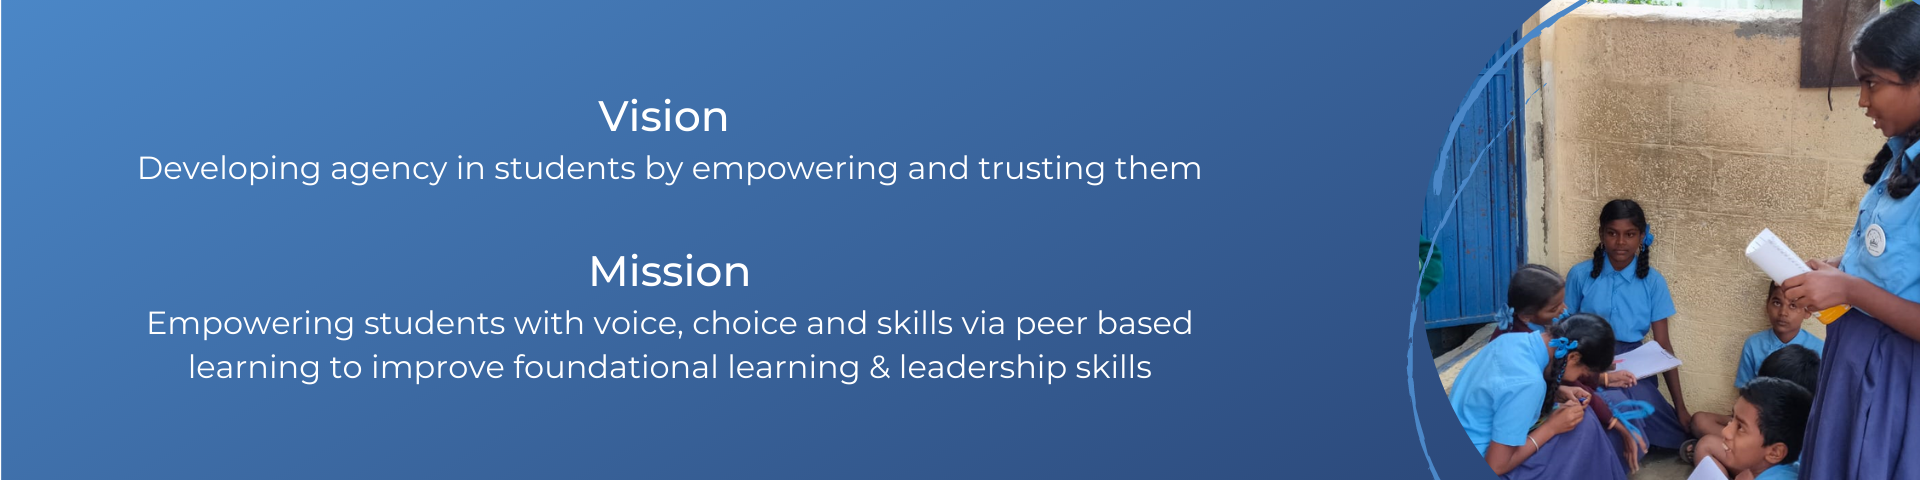 Vision
Developing agency in students by empowering and trusting them
Mission
Empowering students with voice, choice and skills via peer based
learning to improve foundational learning & leadership skills